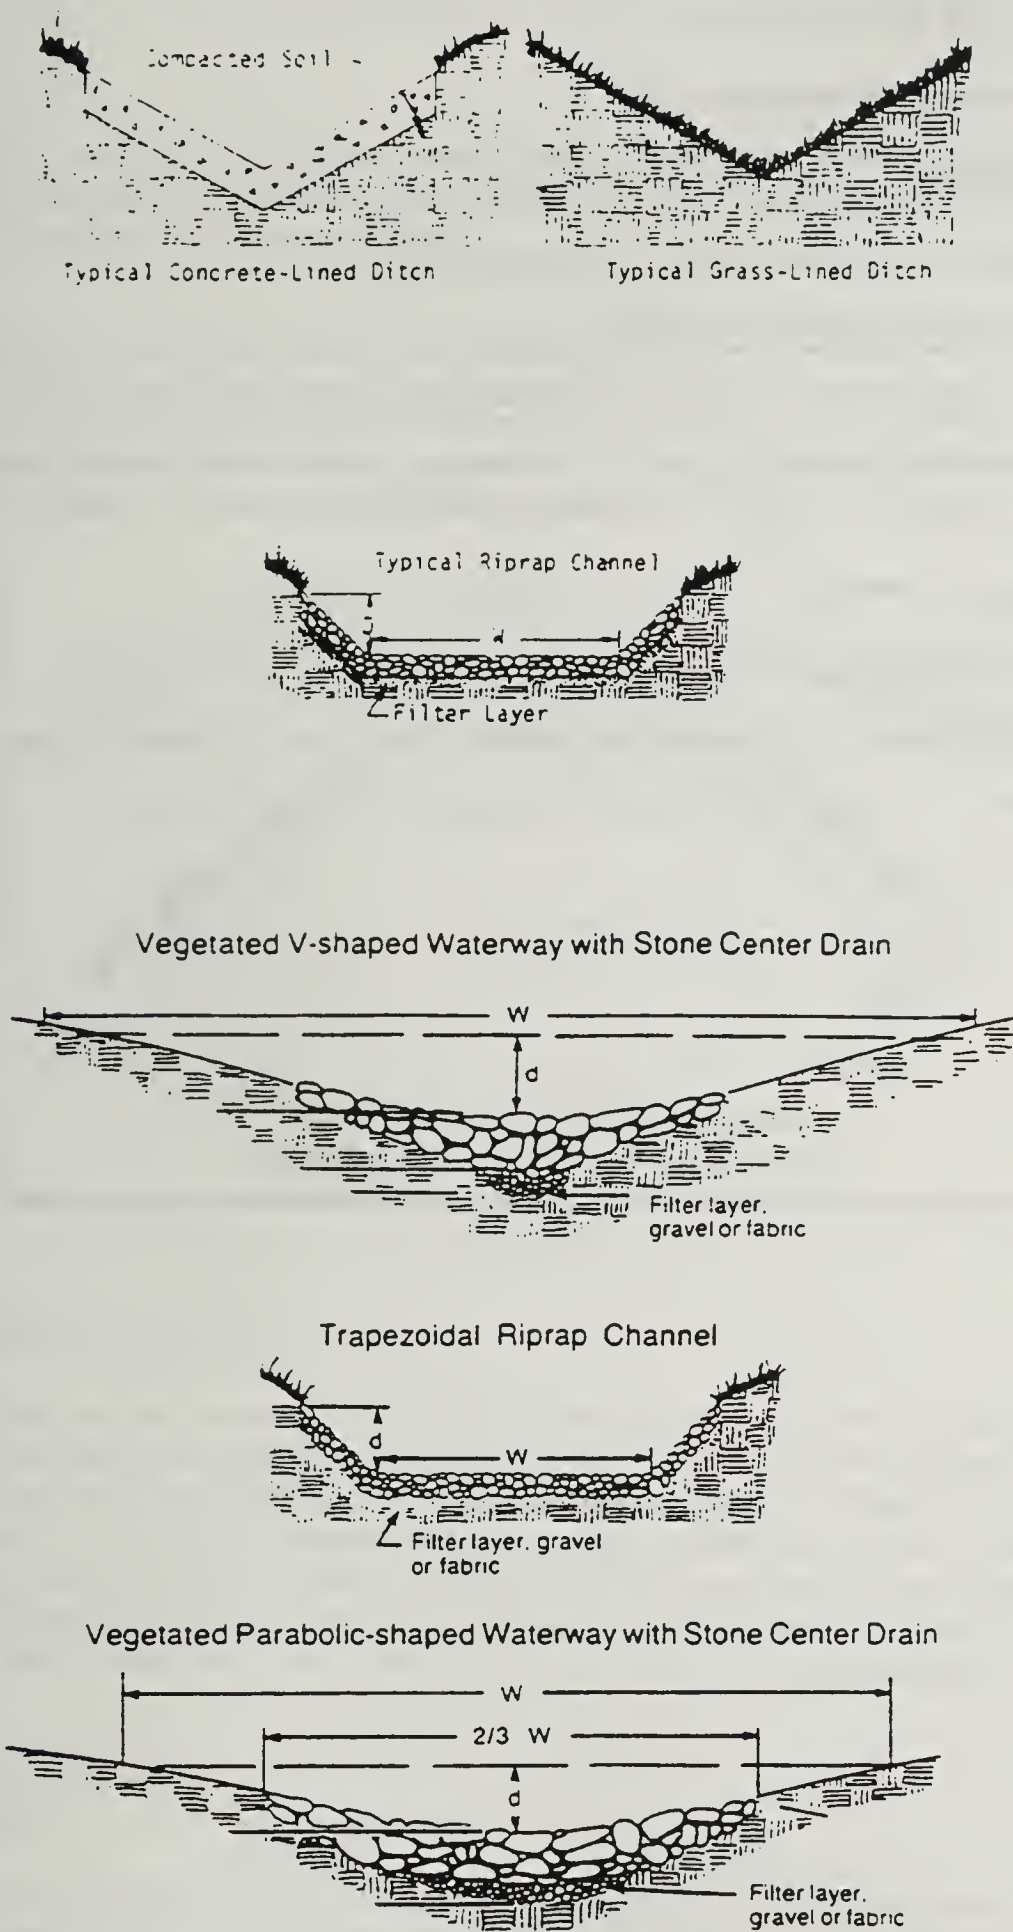 Compacted Soil
Typical Concrete-Lined Ditch
Typical Grass-Lined Ditch
Typical Riprap Channel
d
W
Filter Layer
Vegetated V-shaped Waterway with Stone Center Drain
W
d
Filter layer,
gravel or fabric
Trapezoidal Riprap Channel
d
W
Filter layer, gravel
or fabric
Vegetated Parabolic-shaped Waterway with Stone Center Drain
W
2/3 W
d
Filter layer,
gravel or fabric